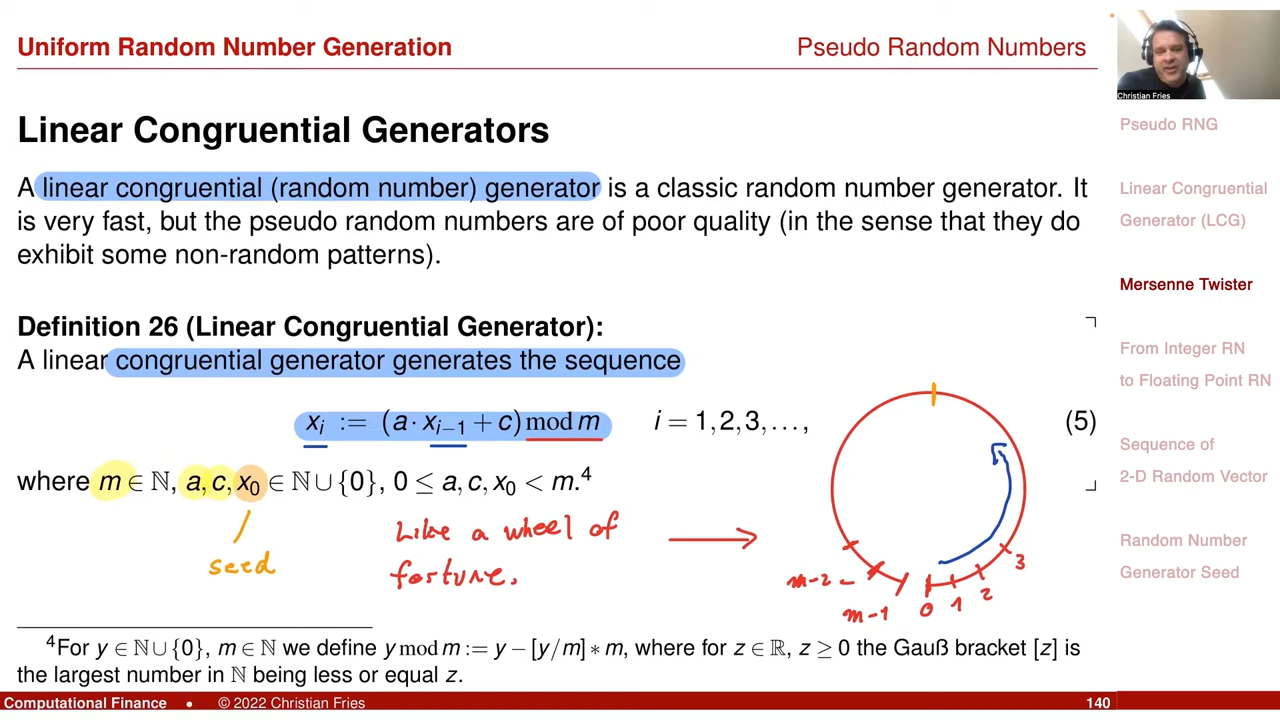 Uniform Random Number Generation
Pseudo Random Numbers
Christian Fries
Linear Congruential Generators
A linear congruential (random number) generator is a classic random number generator. It
is very fast, but the pseudo random numbers are of poor quality (in the sense that they do
exhibit some non-random patterns).
Definition 26 (Linear Congruential Generator):
A linear congruential generator generates the sequence
xᵢ := (a · xᵢ₋₁ + c) mod m    i = 1,2,3,...,    (5)
where m ∈ ℕ, a, c, x₀ ∈ ℕ ∪ {0}, 0 ≤ a, c, x₀ < m.⁴
seed
Like a wheel of
fortune.
m-2
m-1
0
1
2
3
⁴For y ∈ ℕ ∪ {0}, m ∈ ℕ we define y mod m := y − [y/m] ∗ m, where for z ∈ ℝ, z ≥ 0 the Gauß bracket [z] is
the largest number in ℕ being less or equal z.
Pseudo RNG
Linear Congruential
Generator (LCG)
Mersenne Twister
From Integer RN
to Floating Point RN
Sequence of
2-D Random Vector
Random Number
Generator Seed
Computational Finance • © 2022 Christian Fries
140